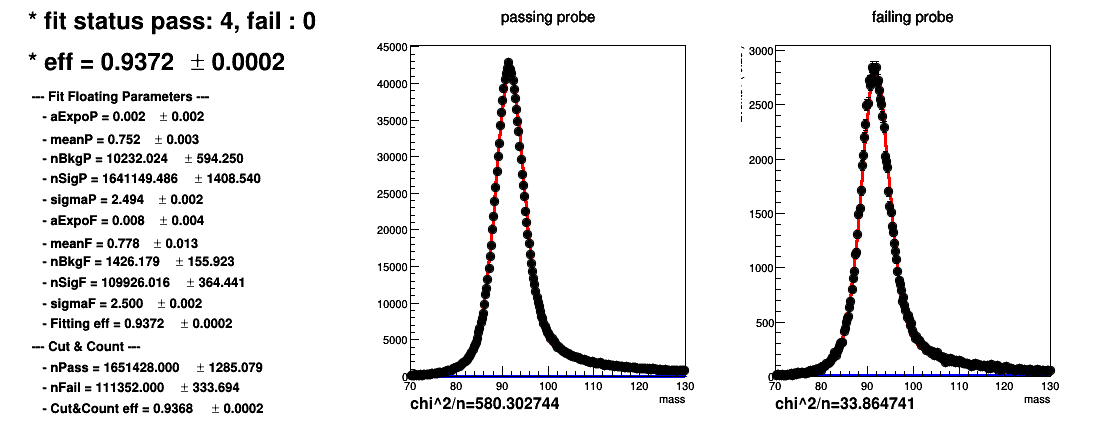 * fit status pass: 4, fail : 0
* eff = 0.9372 ± 0.0002
--- Fit Floating Parameters ---
- aExpoP = 0.002 ± 0.002
- meanP = 0.752 ± 0.003
- nBkgP = 10232.024 ± 594.250
- nSigP = 1641149.486 ± 1408.540
- sigmaP = 2.494 ± 0.002
- aExpoF = 0.008 ± 0.004
- meanF = 0.778 ± 0.013
- nBkgF = 1426.179 ± 155.923
- nSigF = 109926.016 ± 364.441
- sigmaF = 2.500 ± 0.002
- Fitting eff = 0.9372 ± 0.0002
--- Cut & Count ---
- nPass = 1651428.000 ± 1285.079
- nFail = 111352.000 ± 333.694
- Cut&Count eff = 0.9368 ± 0.0002
passing probe
45000
40000
35000
30000
25000
20000
15000
10000
5000
0
70 80 90 100 110 120 130
mass
chi^2/n=580.302744
failing probe
3000
2500
2000
1500
1000
500
0
70 80 90 100 110 120 130
mass
chi^2/n=33.864741